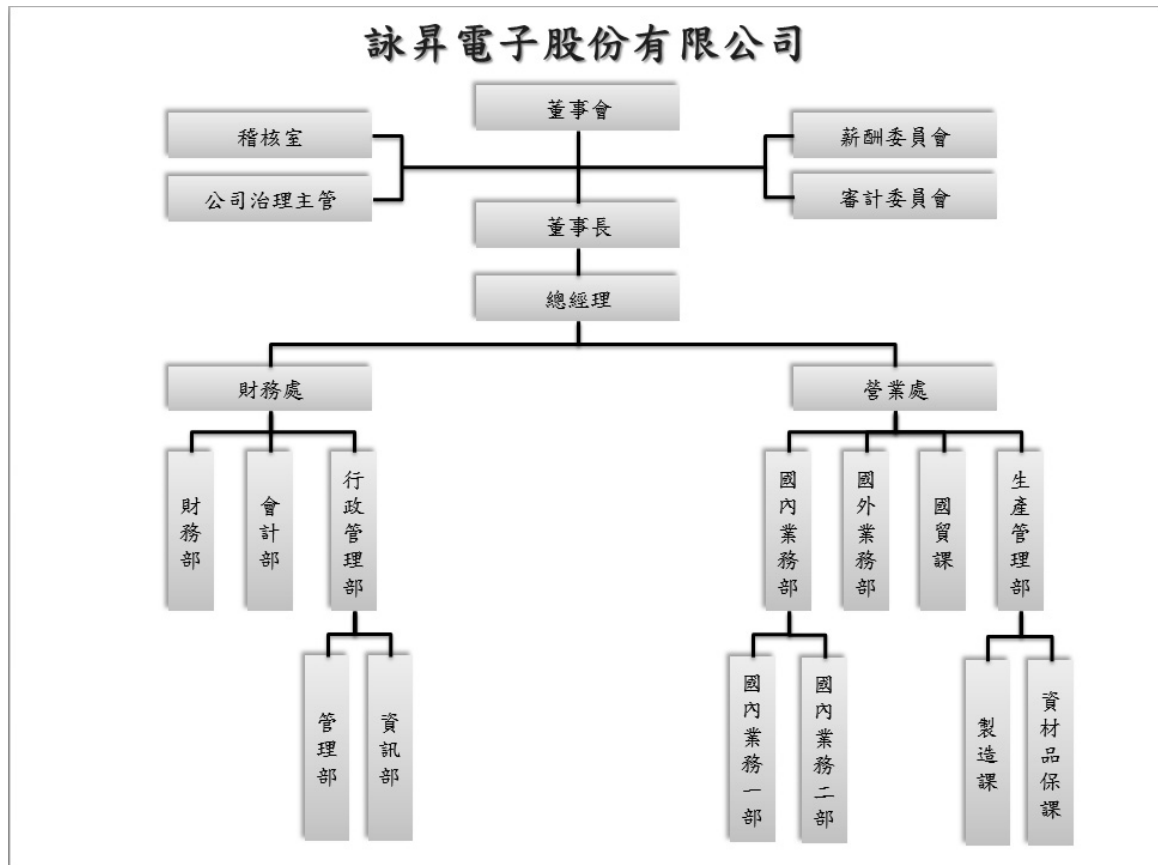 詠昇電子股份有限公司
董事會
稽核室
薪酬委員會
公司治理主管
審計委員會
董事長
總經理
財務處
營業處
財務部
會計部
行政管理部
國內業務部
國外業務部
國貿課
生產管理部
管理部
資訊部
國內業務一部
國內業務二部
製造課
資材品保課